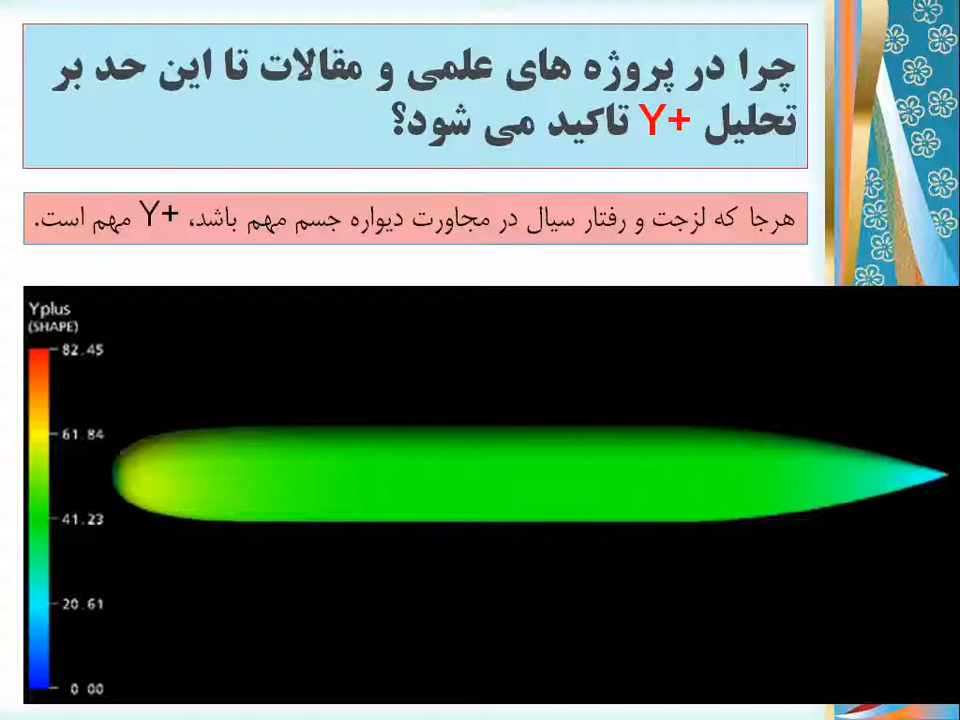 چرا در پروژه های علمی و مقالات تا این حد بر
تحلیل Y+ تاکید می شود؟
هرجا که لزجت و رفتار سیال در مجاورت دیواره جسم مهم باشد، Y+ مهم است.
Yplus
(SHAPE)
82.45
61.84
41.23
20.61
0 00